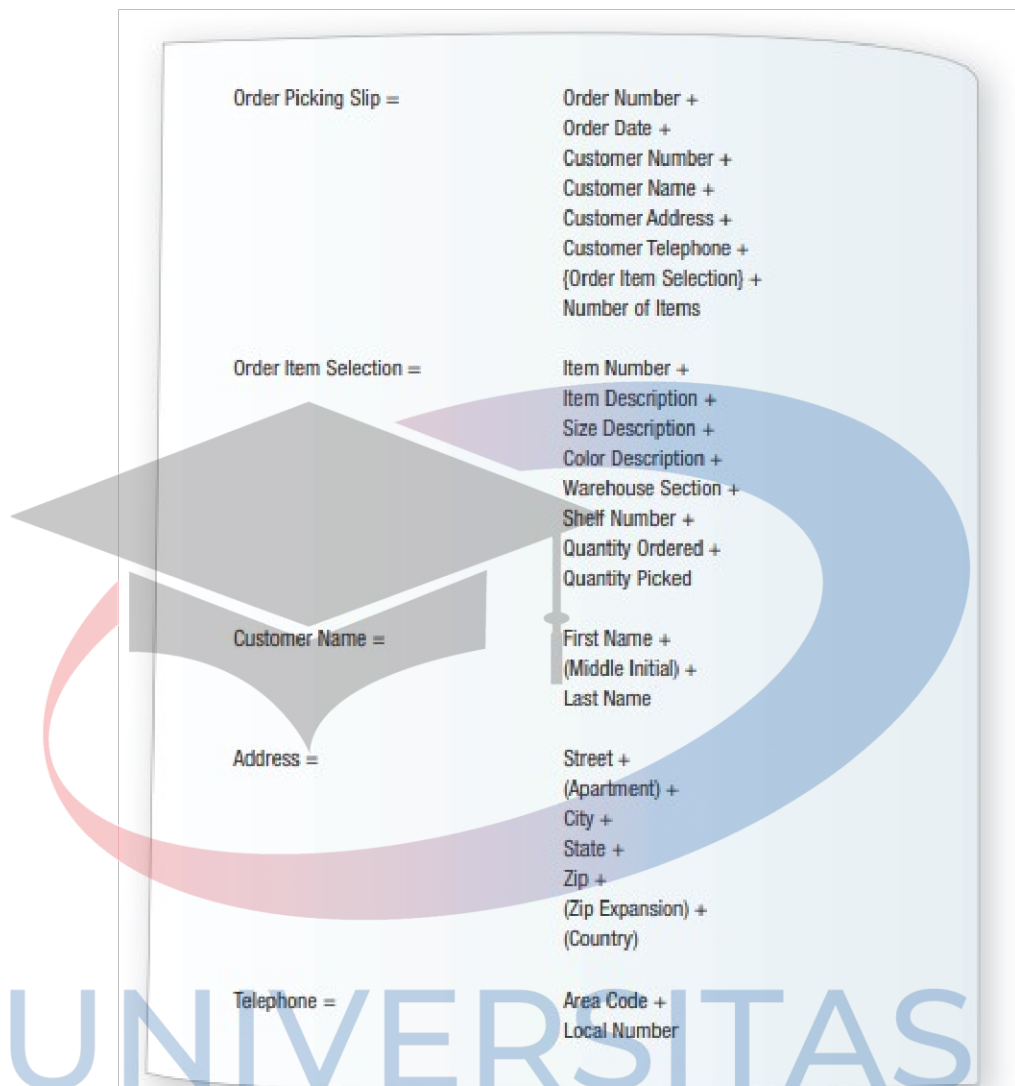 Order Picking Slip = Order Number +
Order Date +
Customer Number +
Customer Name +
Customer Address +
Customer Telephone +
{Order Item Selection} +
Number of Items
Order Item Selection = Item Number +
Item Description +
Size Description +
Color Description +
Warehouse Section +
Shelf Number +
Quantity Ordered +
Quantity Picked
Customer Name = First Name +
(Middle Initial) +
Last Name
Address = Street +
(Apartment) +
City +
State +
Zip +
(Zip Expansion) +
(Country)
Telephone = Area Code +
Local Number
UNIVERSITAS